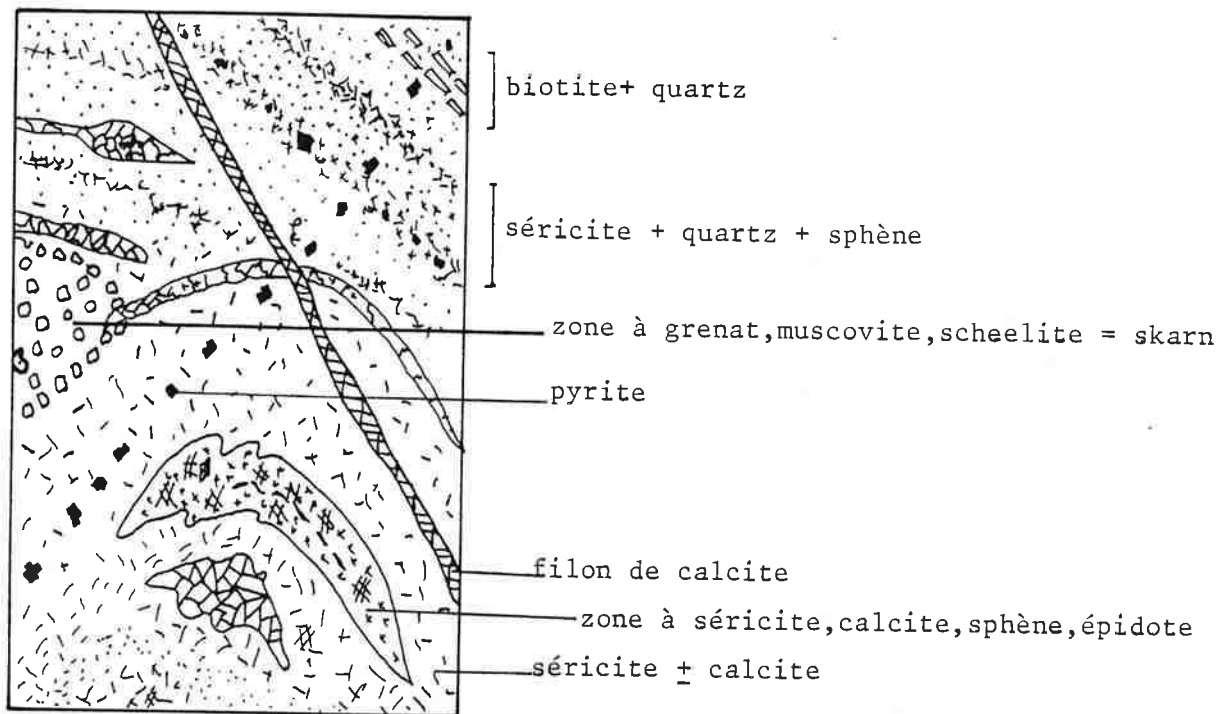 biotite+ quartz
séricite + quartz + sphène
zone à grenat,muscovite,scheelite = skarn
pyrite
filon de calcite
zone à séricite,calcite,sphène,épidote
séricite ± calcite